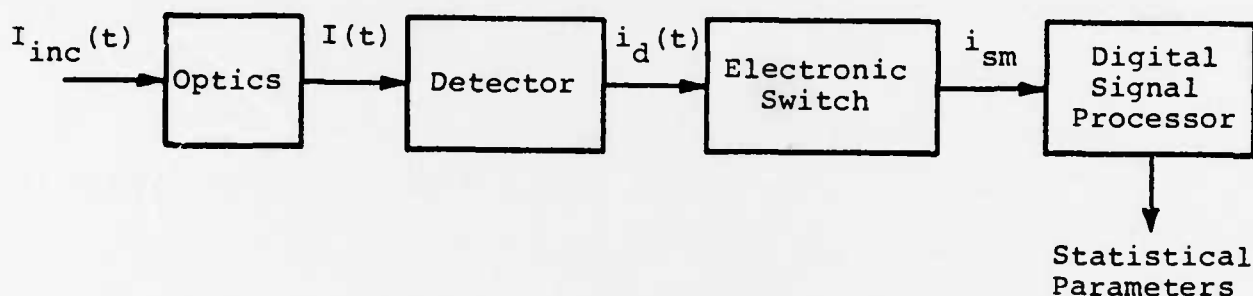 I_inc(t)
Optics
I(t)
Detector
i_d(t)
Electronic
Switch
i_sm
Digital
Signal
Processor
Statistical
Parameters